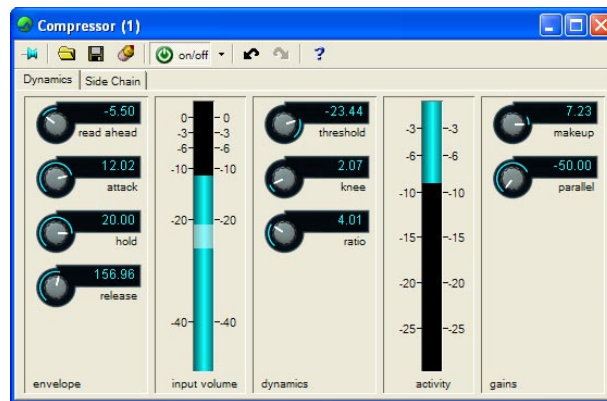 Compressor (1)
on/off
?
Dynamics Side Chain
-5.50
read ahead
12.02
attack
20.00
hold
156.96
release
envelope
0 0
-3 -3
-6 -6
-10 -10
-20 -20
-40 -40
input volume
-23.44
threshold
2.07
knee
4.01
ratio
dynamics
-3 -3
-6 -6
-10 -10
-15 -15
-20 -20
-25 -25
activity
7.23
makeup
-50.00
parallel
gains